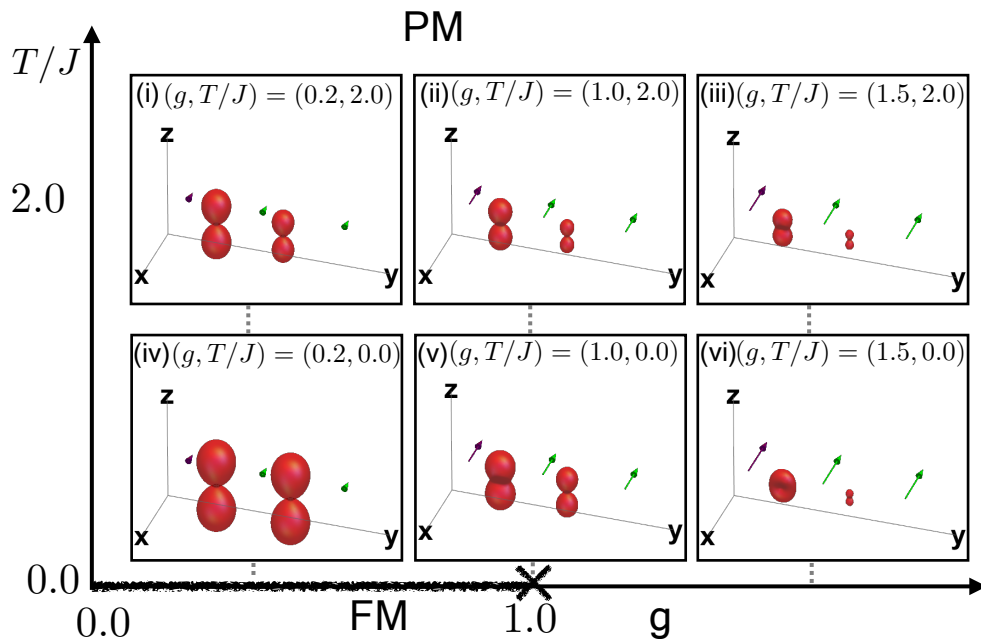 PM
T/J
(i)(g, T/J) = (0.2, 2.0)
(ii)(g, T/J) = (1.0, 2.0)
(iii)(g, T/J) = (1.5, 2.0)
z
z
z
2.0
x
y
x
y
x
y
(iv)(g, T/J) = (0.2, 0.0)
(v)(g, T/J) = (1.0, 0.0)
(vi)(g, T/J) = (1.5, 0.0)
z
z
z
x
y
x
y
x
y
0.0
0.0
FM
1.0
g